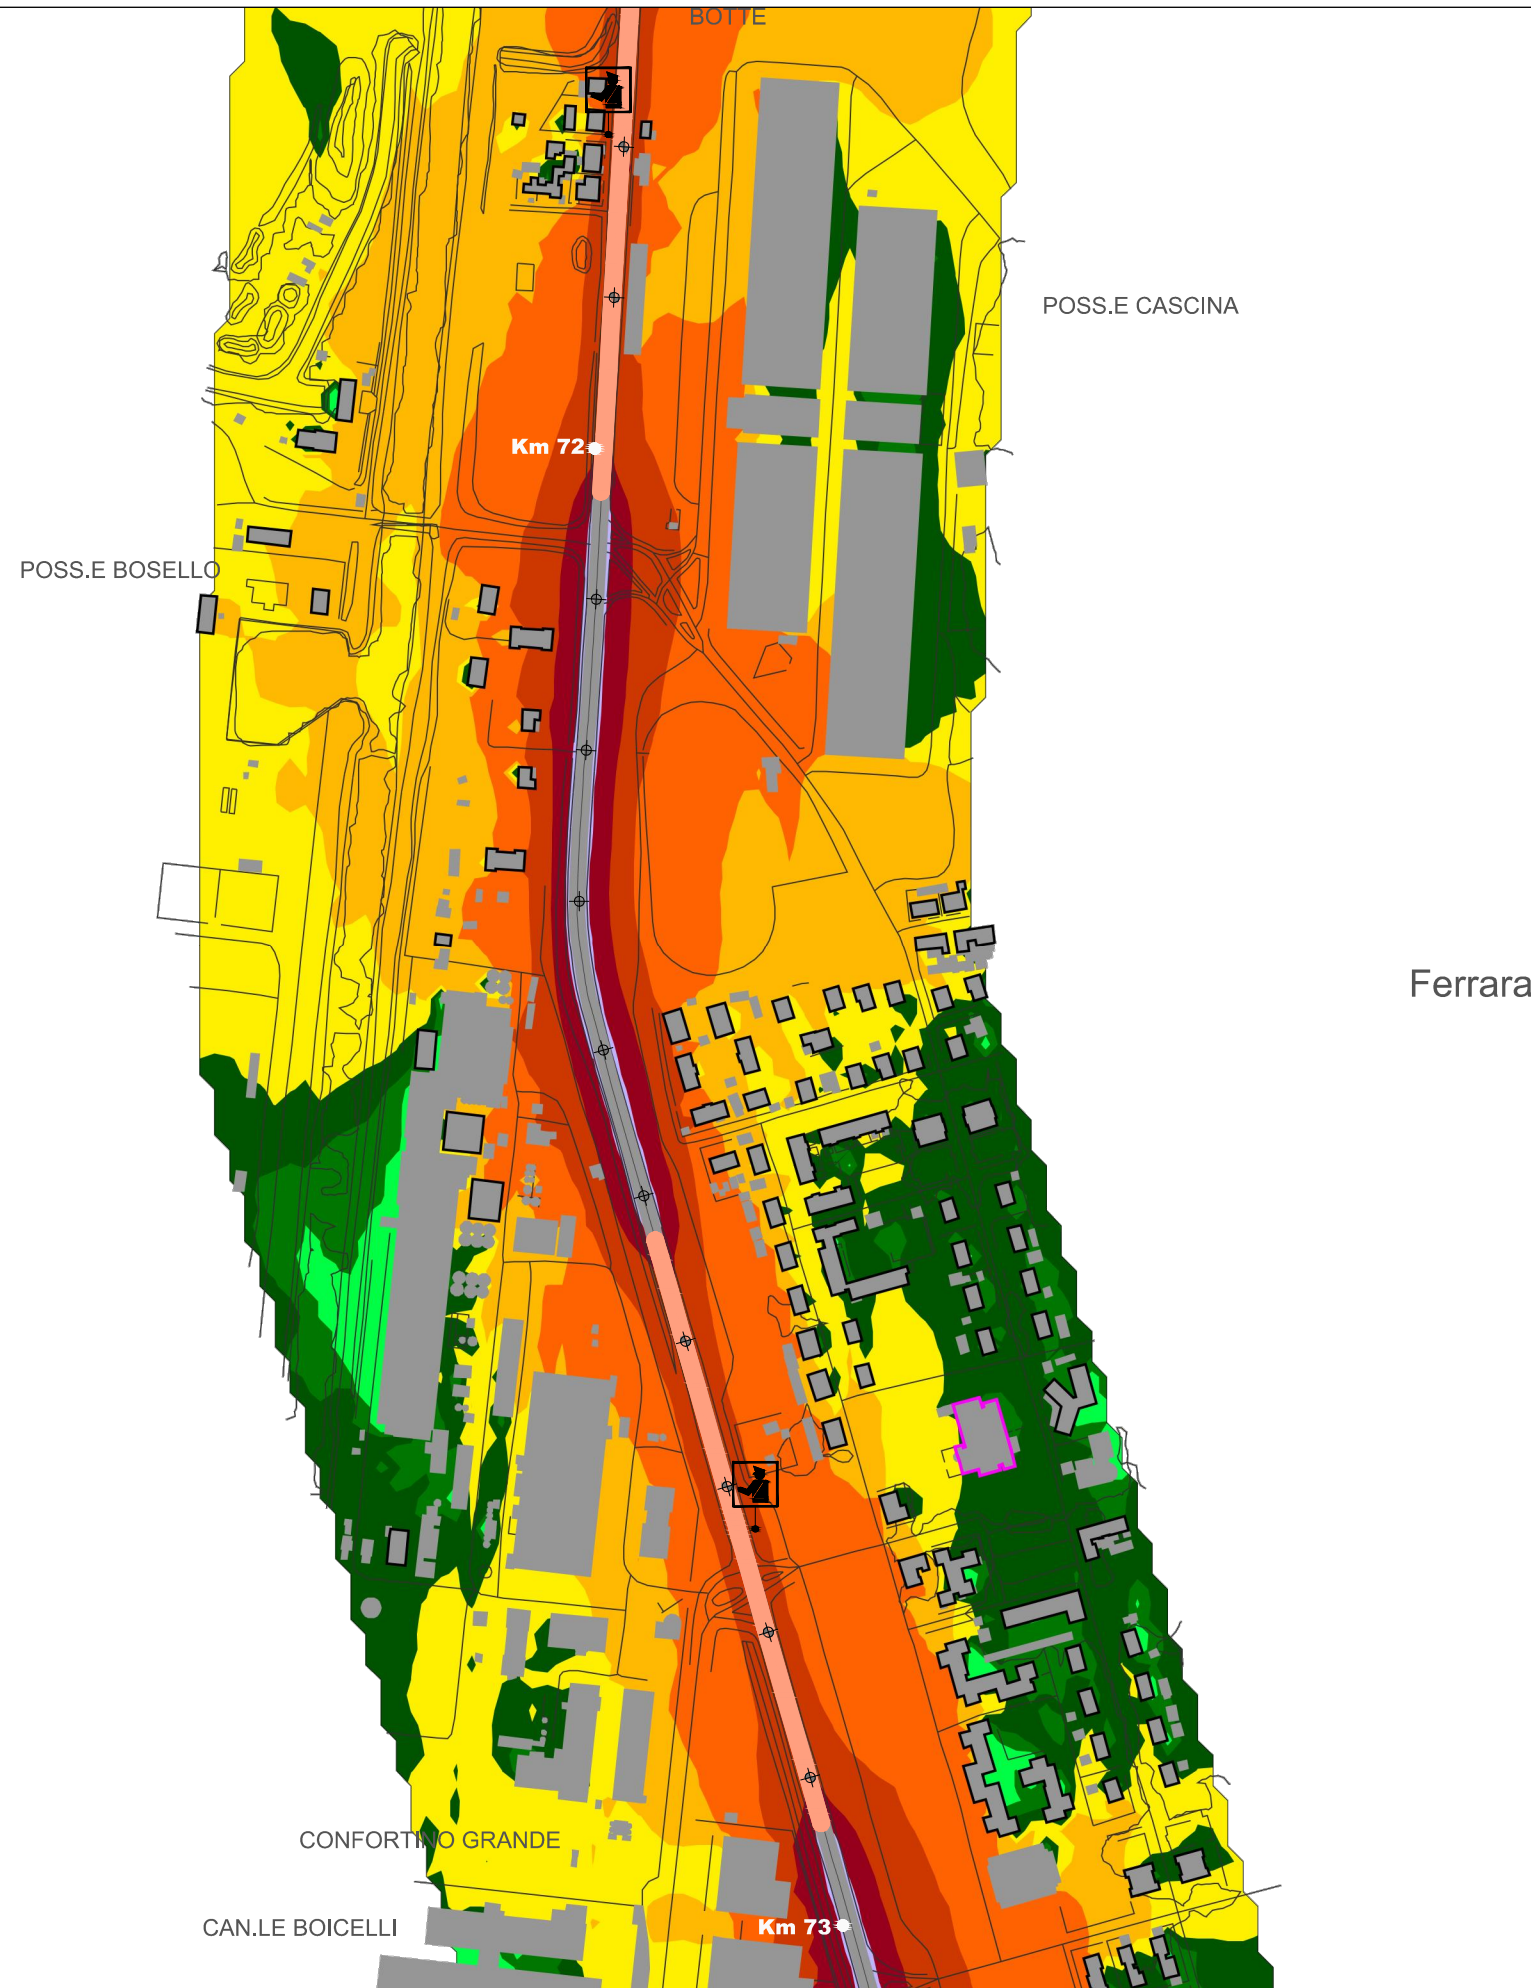 BOTTE
POSS.E CASCINA
Km 72
POSS.E BOSELLO
Ferrara
CONFORTINO GRANDE
CAN.LE BOICELLI
Km 73